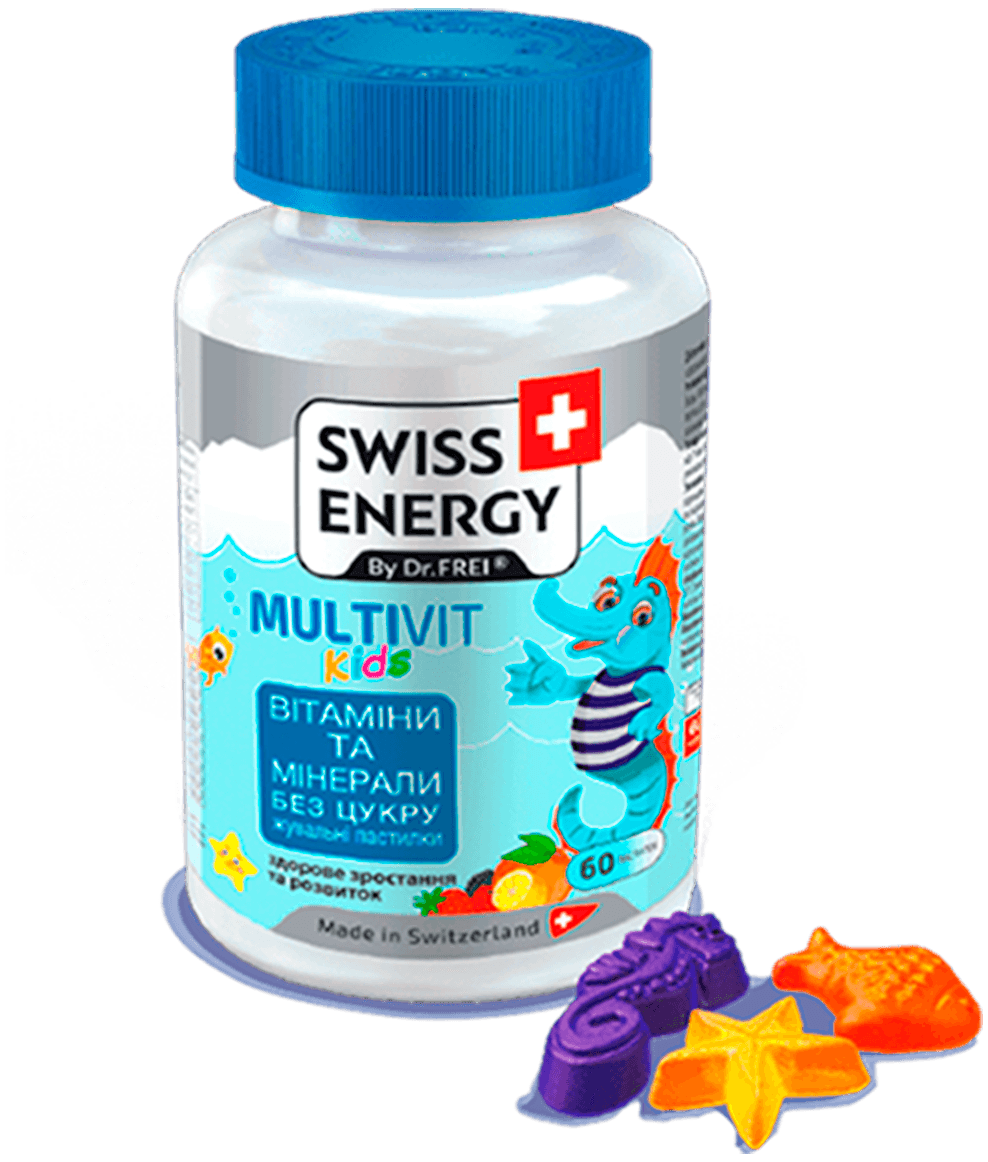 SWISS
ENERGY
By Dr. FREI®
MULTIVIT
Kids
ВІТАМІНИ
ТА
МІНЕРАЛИ
БЕЗ ЦУКРУ
жувальні пастилки
здорове зростання
та розвиток
60
Made in Switzerland